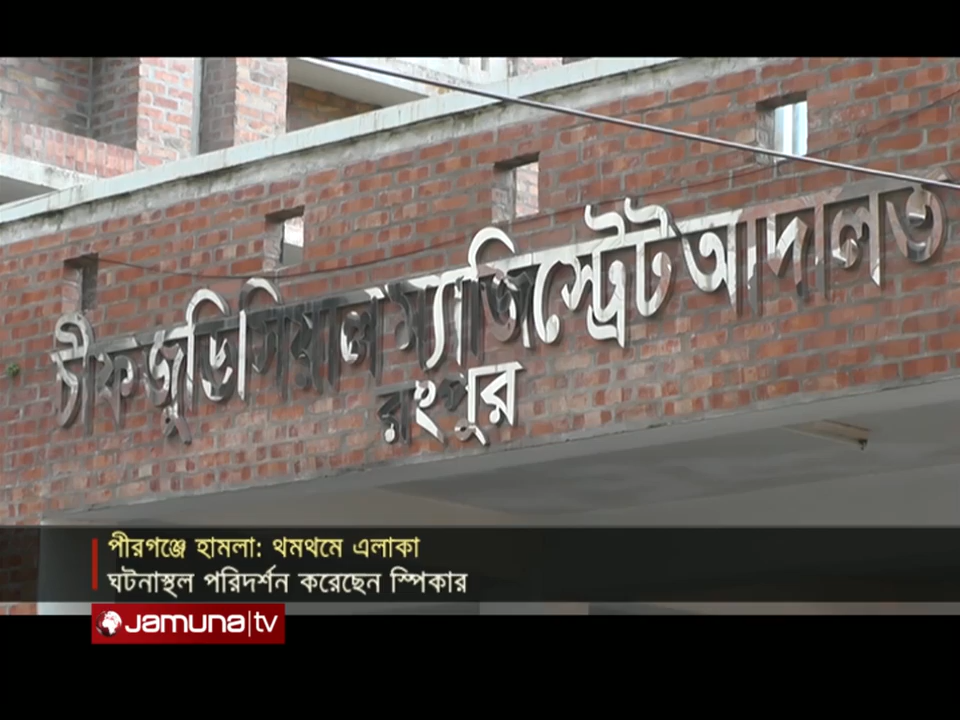 চীফ জুডিসিয়াল ম্যাজিস্ট্রেট আদালত
রংপুর
পীরগঞ্জে হামলা: থমথমে এলাকা
ঘটনাস্থল পরিদর্শন করেছেন স্পিকার
JAMUNA|tv